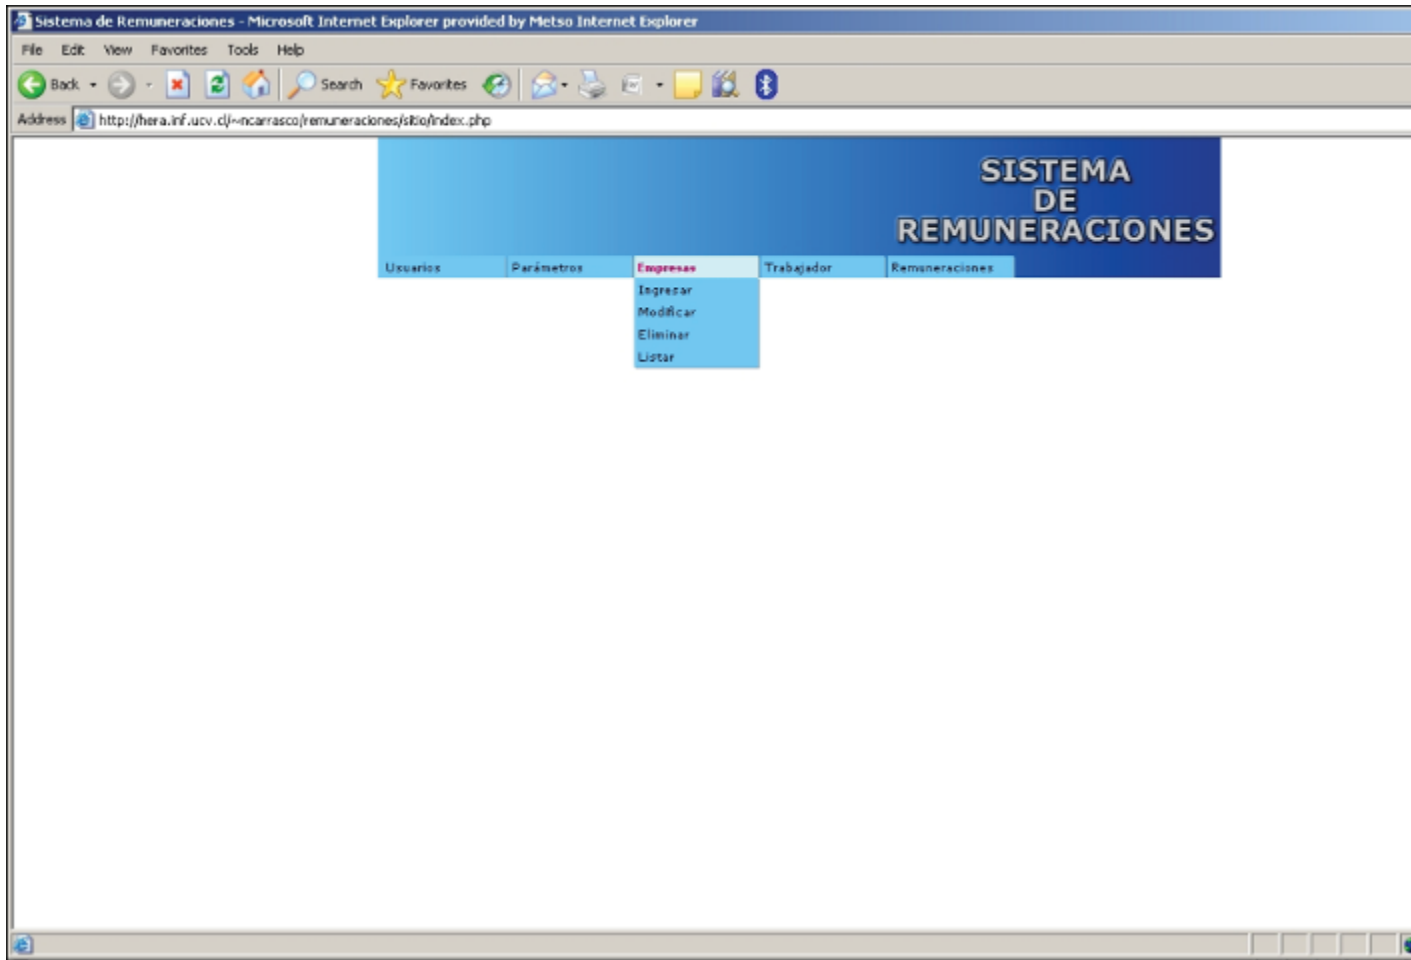 Sistema de Remuneraciones - Microsoft Internet Explorer provided by Metso Internet Explorer
File Edit View Favorites Tools Help
Back Search Favorites
Address http://hera.inf.ucv.cl/~ncarrasco/remuneraciones/sitio/index.php
SISTEMA
DE
REMUNERACIONES
Usuarios Parámetros Empresas Trabajador Remuneraciones
Ingresar
Modificar
Eliminar
Listar